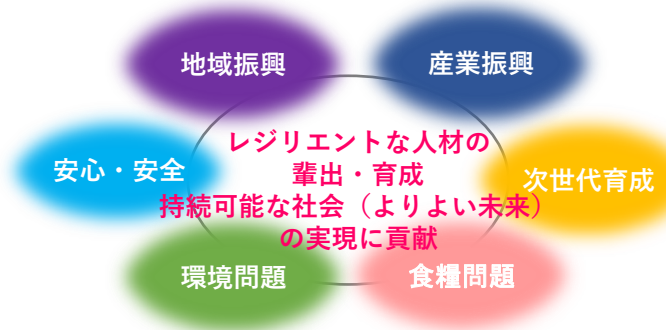 地域振興
産業振興
レジリエントな人材の
輩出・育成
持続可能な社会（よりよい未来）
の実現に貢献
安心・安全
次世代育成
環境問題
食糧問題